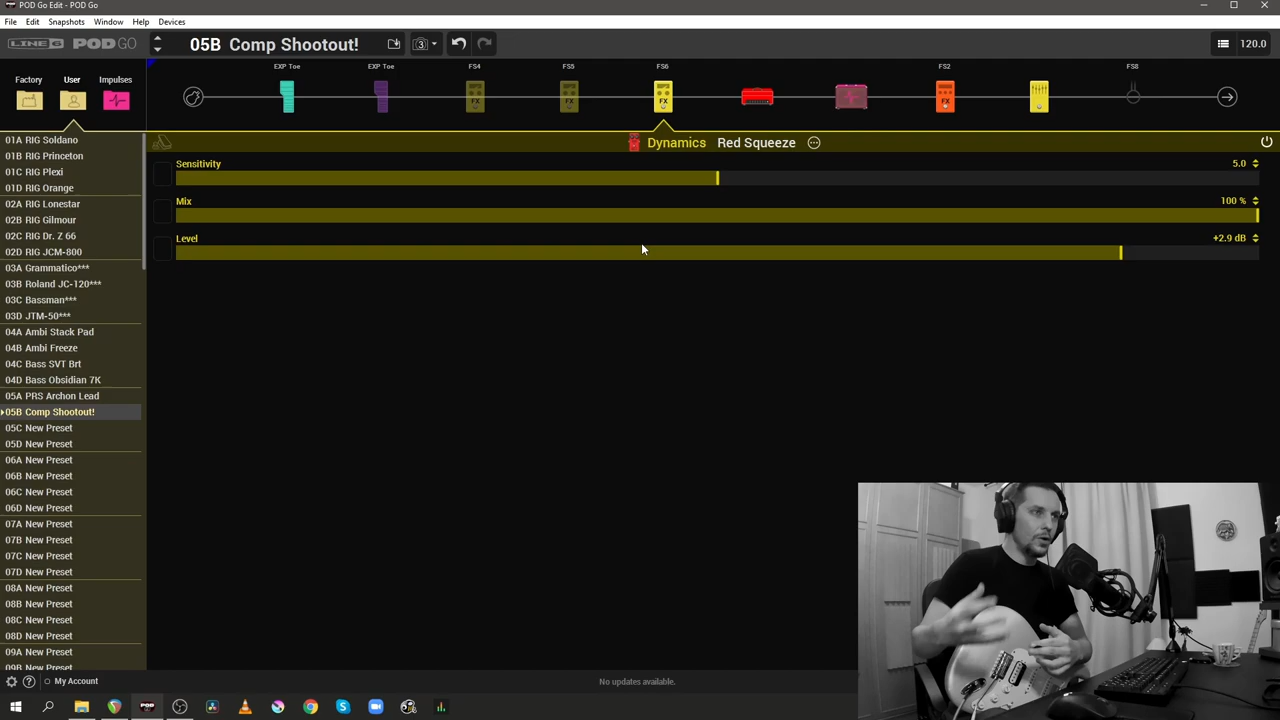 POD Go Edit - POD Go
File Edit Snapshots Window Help Devices
LINE 6 POD GO
05B Comp Shootout!
3
120.0
Factory User Impulses
EXP Toe EXP Toe FS4 FS5 FS6 FS2 FS8
FX FX FX
Dynamics Red Squeeze
Sensitivity 5.0
Mix 100 %
Level +2.9 dB
01A RIG Soldano
01B RIG Princeton
01C RIG Plexi
01D RIG Orange
02A RIG Lonestar
02B RIG Gilmour
02C RIG Dr. Z 66
02D RIG JCM-800
03A Grammatico***
03B Roland JC-120***
03C Bassman***
03D JTM-50***
04A Ambi Stack Pad
04B Ambi Freeze
04C Bass SVT Brt
04D Bass Obsidian 7K
05A PRS Archon Lead
05B Comp Shootout!
05C New Preset
05D New Preset
06A New Preset
06B New Preset
06C New Preset
06D New Preset
07A New Preset
07B New Preset
07C New Preset
07D New Preset
08A New Preset
08B New Preset
08C New Preset
08D New Preset
09A New Preset
09B New Preset
My Account
No updates available.